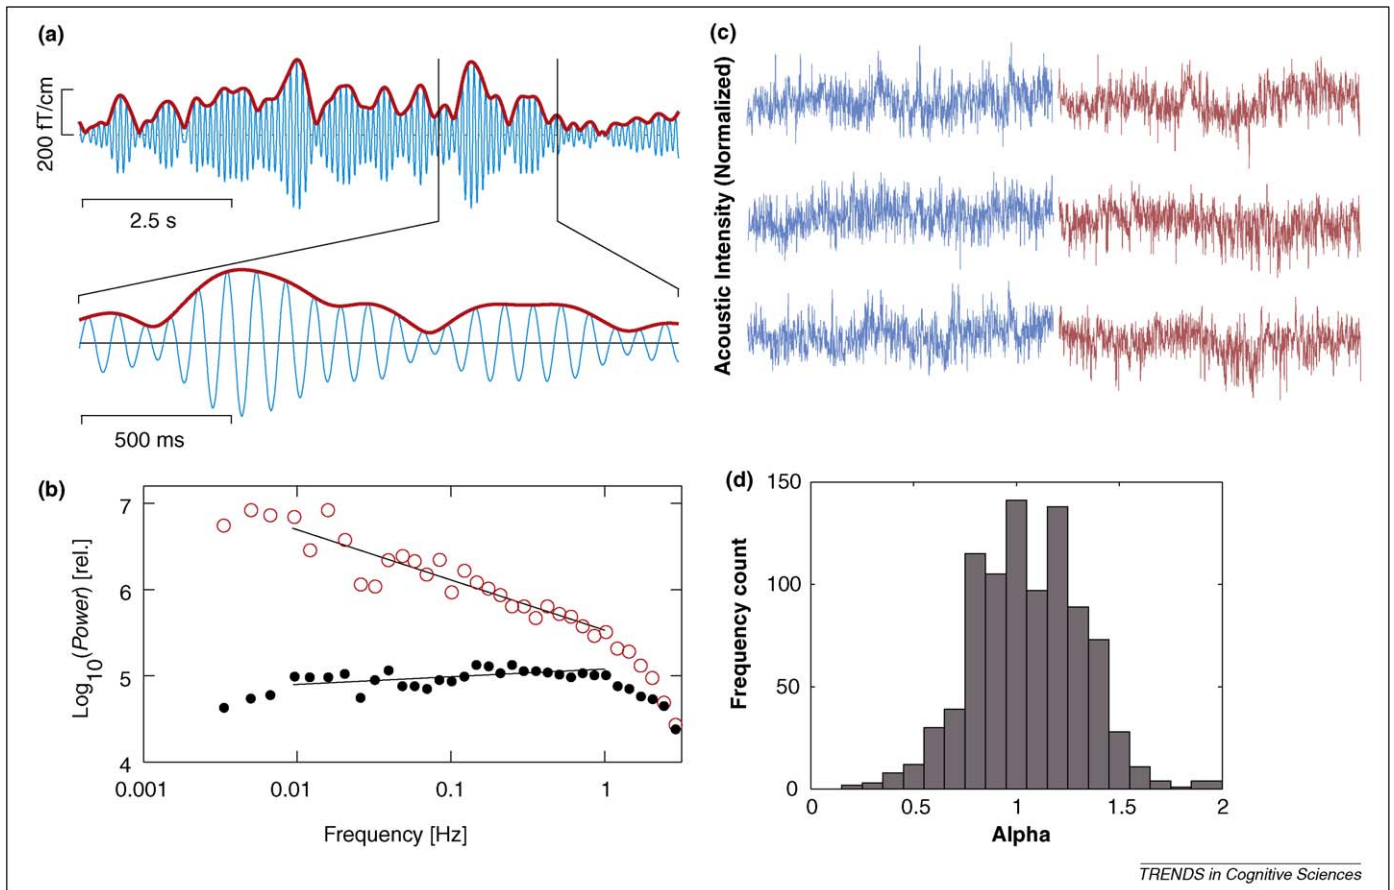 (a)
200 fT/cm
2.5 s
500 ms
(b)
Log10(Power) [rel.]
7
6
5
4
0.001
0.01
0.1
1
Frequency [Hz]
(c)
Acoustic Intensity (Normalized)
(d)
Frequency count
150
100
50
0
0
0.5
1
1.5
2
Alpha
TRENDS in Cognitive Sciences